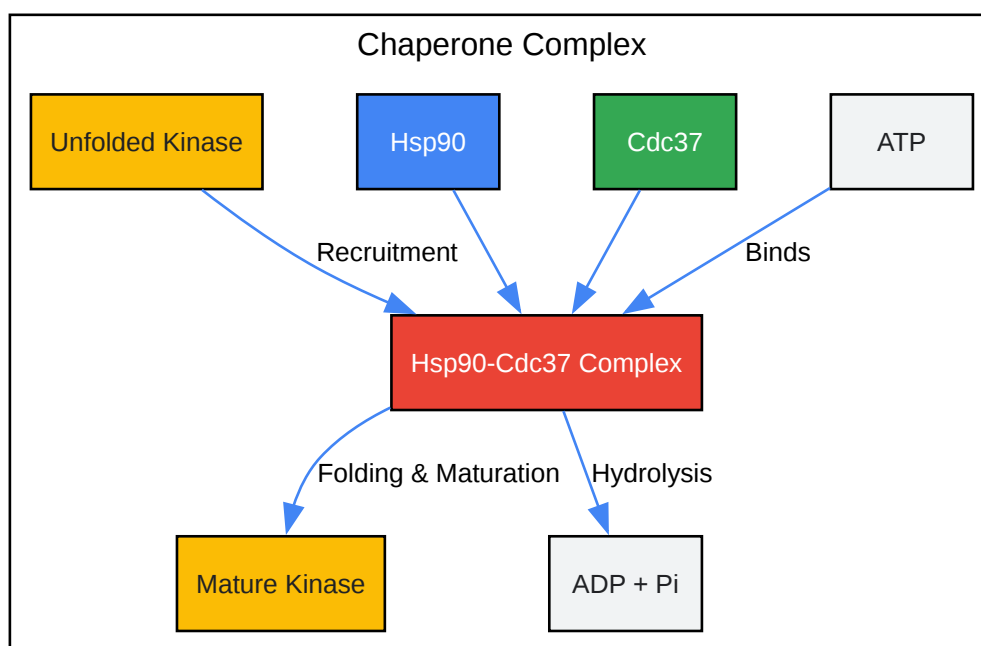 Chaperone Complex
Unfolded Kinase
Hsp90
Cdc37
ATP
Recruitment
Binds
Hsp90-Cdc37 Complex
Folding & Maturation
Hydrolysis
Mature Kinase
ADP + Pi